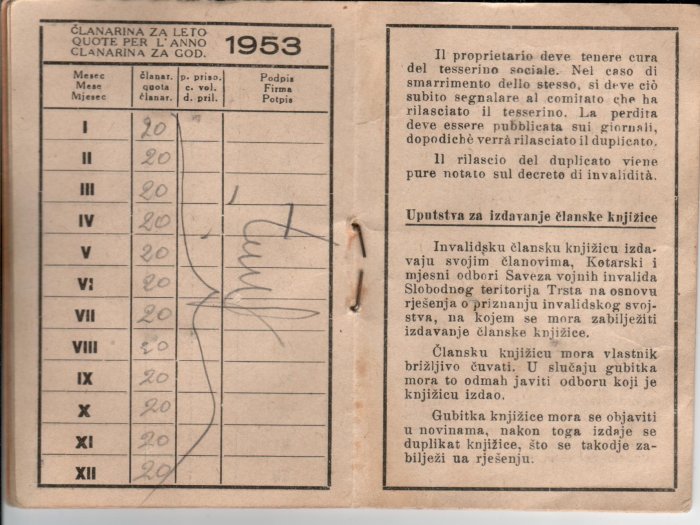 ČLANARINA ZA LETO
QUOTE PER L'ANNO
ČLANARINA ZA GOD.
1953
Mesec
Mese
Mjesec
članar.
quota
članar.
p. priso.
c. vol.
d. pril.
Podpis
Firma
Potpis
I 20
II 20
III 20
IV 20
V 20
VI 20
VII 20
VIII 20
IX 20
X 20
XI 20
XII 20
Il proprietario deve tenere cura
del tesserino sociale. Nel caso di
smarrimento dello stesso, si deve ciò
subito segnalare al comitato che ha
rilasciato il tesserino. La perdita
deve essere pubblicata sui giornali,
dopodichè verrà rilasciato il duplicato.
Il rilascio del duplicato viene
pure notato sul decreto di invalidità.
Uputstva za izdavanje članske knjižice
Invalidsku člansku knjižicu izda-
vaju svojim članovima, Kotarski i
mjesni odbori Saveza vojnih invalida
Slobodnog teritorija Trsta na osnovu
rješenja o priznanju invalidskog svoj-
stva, na kojem se mora zabilježiti
izdavanje članske knjižice.
Člansku knjižicu mora vlastnik
brižljivo čuvati. U slučaju gubitka
mora to odmah javiti odboru koji je
knjižicu izdao.
Gubitka knjižice mora se objaviti
u novinama, nakon toga izdaje se
duplikat knjižice, što se takodje za-
bilježi ua rješenju.